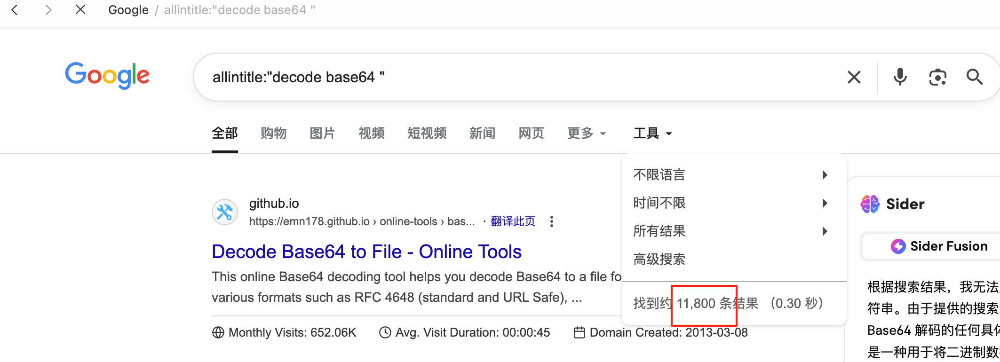 Google / allintitle:"decode base64 "
Google
allintitle:"decode base64 "
全部 购物 图片 视频 短视频 新闻 网页 更多 工具
不限语言
时间不限
所有结果
高级搜索
找到约 11,800 条结果 （0.30 秒）
github.io
https://emn178.github.io › online-tools › bas... · 翻译此页
Decode Base64 to File - Online Tools
This online Base64 decoding tool helps you decode Base64 to a file fo
various formats such as RFC 4648 (standard and URL Safe), ...
Monthly Visits: 652.06K Avg. Visit Duration: 00:00:45 Domain Created: 2013-03-08
Sider
Sider Fusion
根据搜索结果，我无法
符串。由于提供的搜索
Base64 解码的任何具体
是一种用于将二进制数